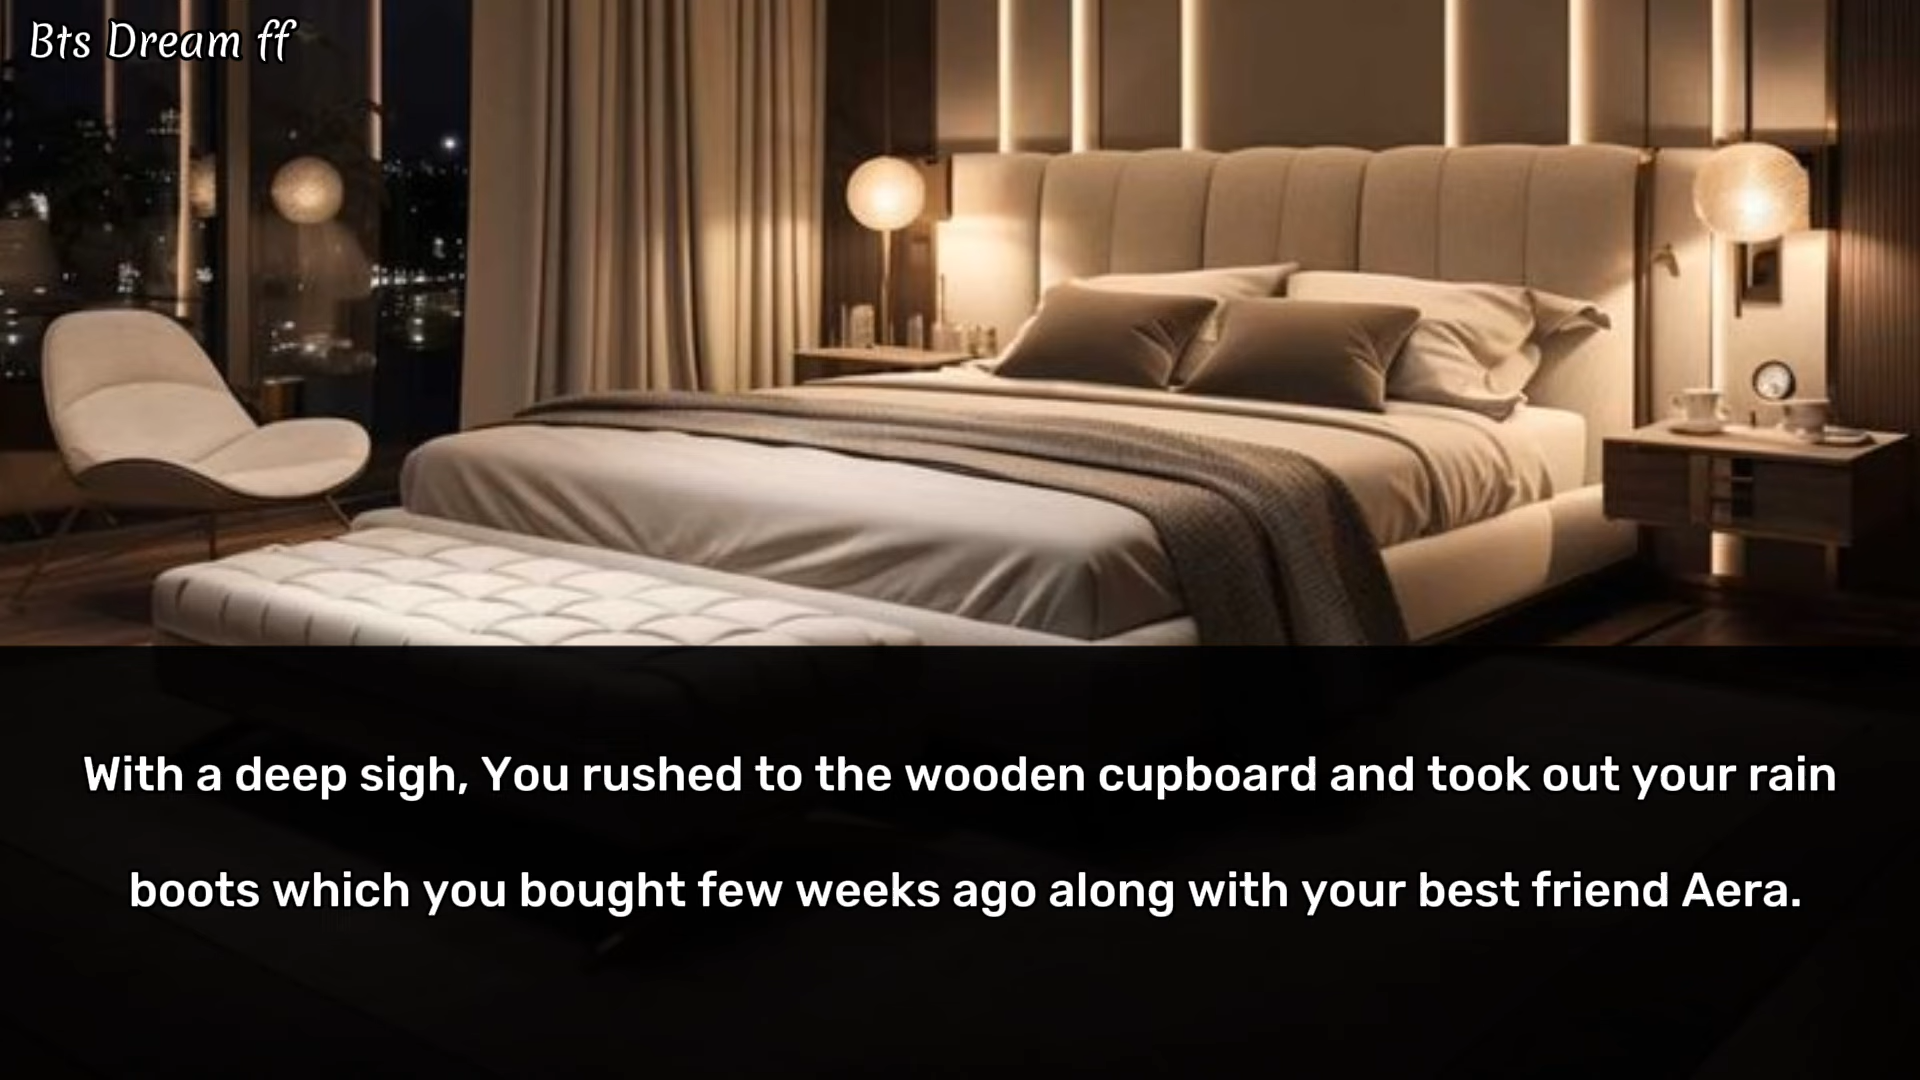 Bts Dream ff
With a deep sigh, You rushed to the wooden cupboard and took out your rain
boots which you bought few weeks ago along with your best friend Aera.